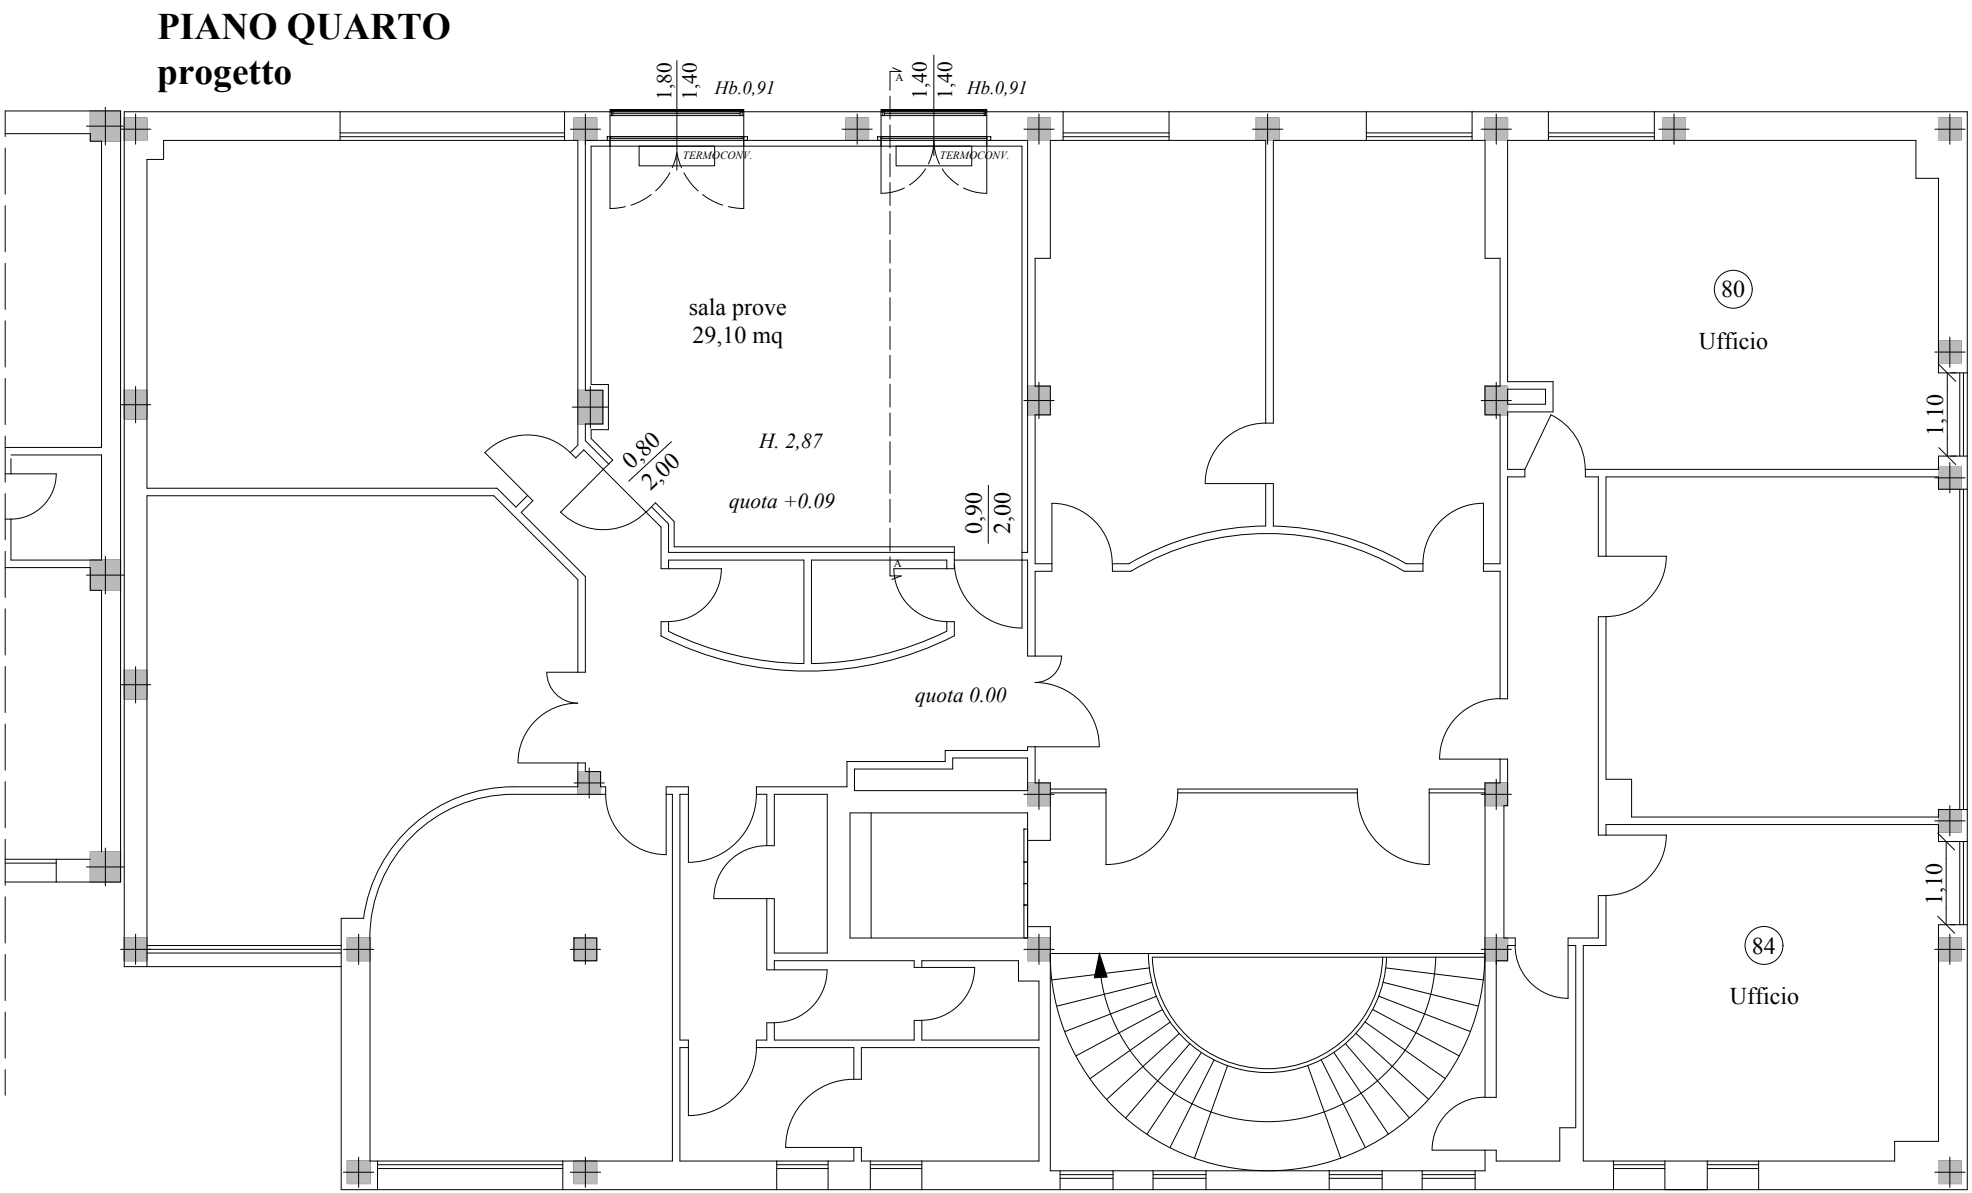 PIANO QUARTO
progetto
1,80
1,40
Hb.0,91
A
1,40
1,40
Hb.0,91
TERMOCONV.
TERMOCONV.
sala prove
29,10 mq
80
Ufficio
1,10
H. 2,87
0,80
2,00
quota +0.09
0,90
2,00
A
quota 0.00
1,10
84
Ufficio